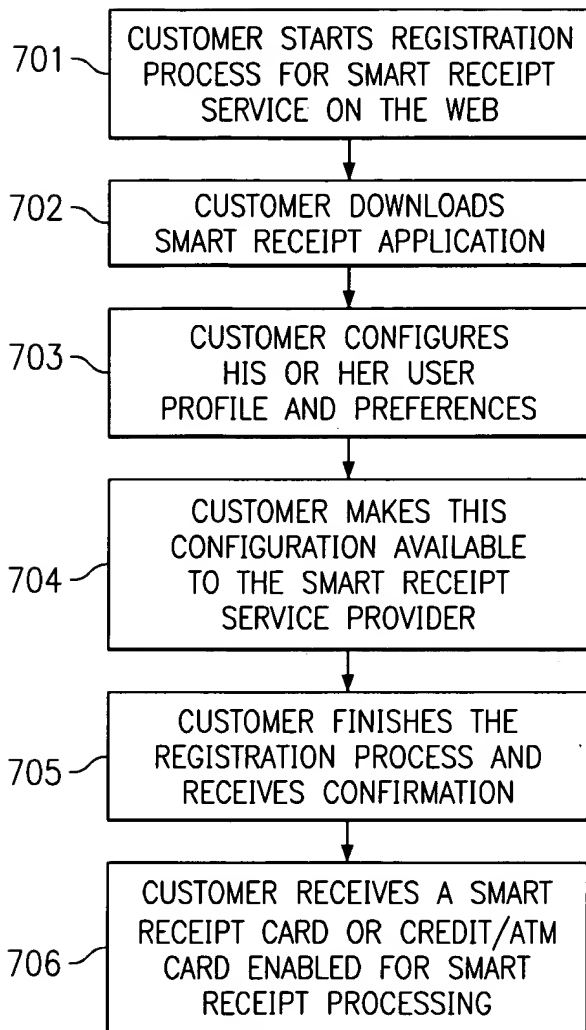 701
CUSTOMER STARTS REGISTRATION
PROCESS FOR SMART RECEIPT
SERVICE ON THE WEB
702
CUSTOMER DOWNLOADS
SMART RECEIPT APPLICATION
703
CUSTOMER CONFIGURES
HIS OR HER USER
PROFILE AND PREFERENCES
704
CUSTOMER MAKES THIS
CONFIGURATION AVAILABLE
TO THE SMART RECEIPT
SERVICE PROVIDER
705
CUSTOMER FINISHES THE
REGISTRATION PROCESS AND
RECEIVES CONFIRMATION
706
CUSTOMER RECEIVES A SMART
RECEIPT CARD OR CREDIT/ATM
CARD ENABLED FOR SMART
RECEIPT PROCESSING